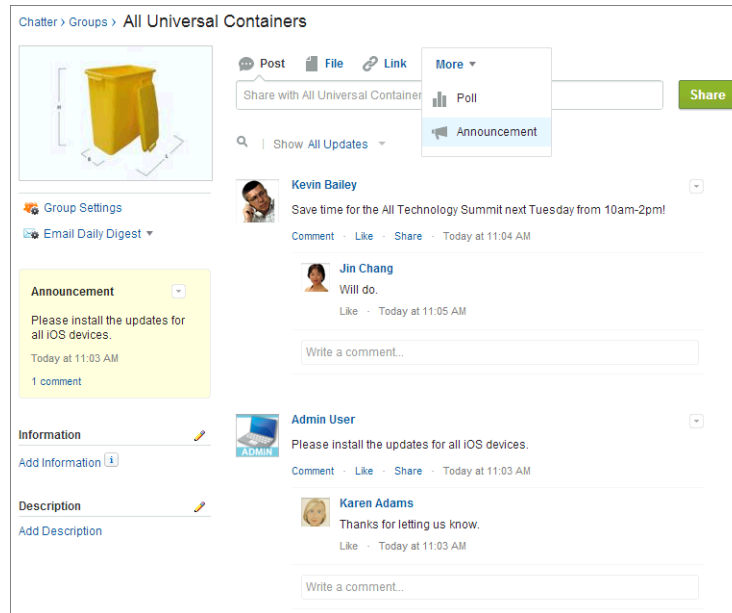 Chatter › Groups › All Universal Containers
H
B
L
Group Settings
Email Daily Digest
Announcement
Please install the updates for
all iOS devices.
Today at 11:03 AM
1 comment
Information
Add Information i
Description
Add Description
Post File Link More
Share with All Universal Container
Share
Poll
Announcement
Show All Updates
Kevin Bailey
Save time for the All Technology Summit next Tuesday from 10am-2pm!
Comment · Like · Share · Today at 11:04 AM
Jin Chang
Will do.
Like · Today at 11:05 AM
Write a comment...
ADMIN
Admin User
Please install the updates for all iOS devices.
Comment · Like · Share · Today at 11:03 AM
Karen Adams
Thanks for letting us know.
Like · Today at 11:03 AM
Write a comment...